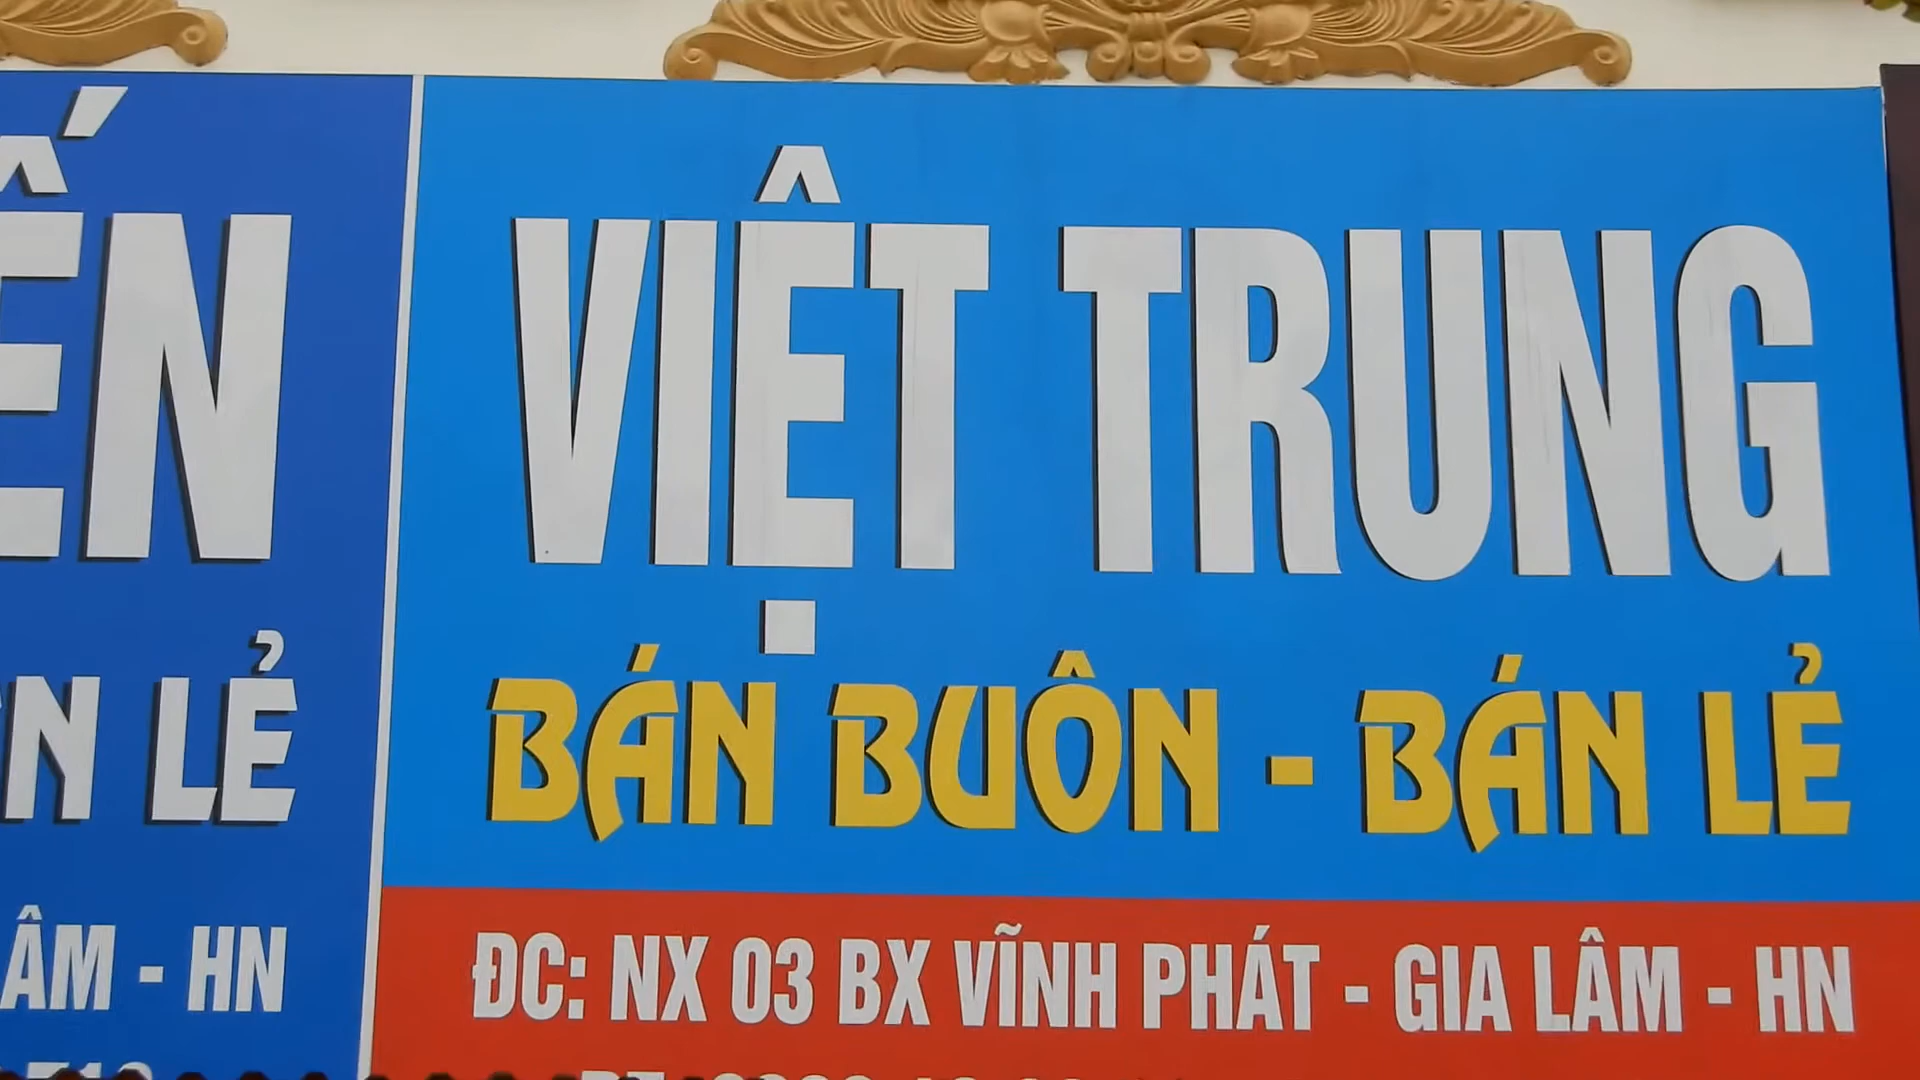 ẾN
N LẺ
ÂM - HN
VIỆT TRUNG
BÁN BUÔN - BÁN LẺ
ĐC: NX 03 BX VĨNH PHÁT - GIA LÂM - HN